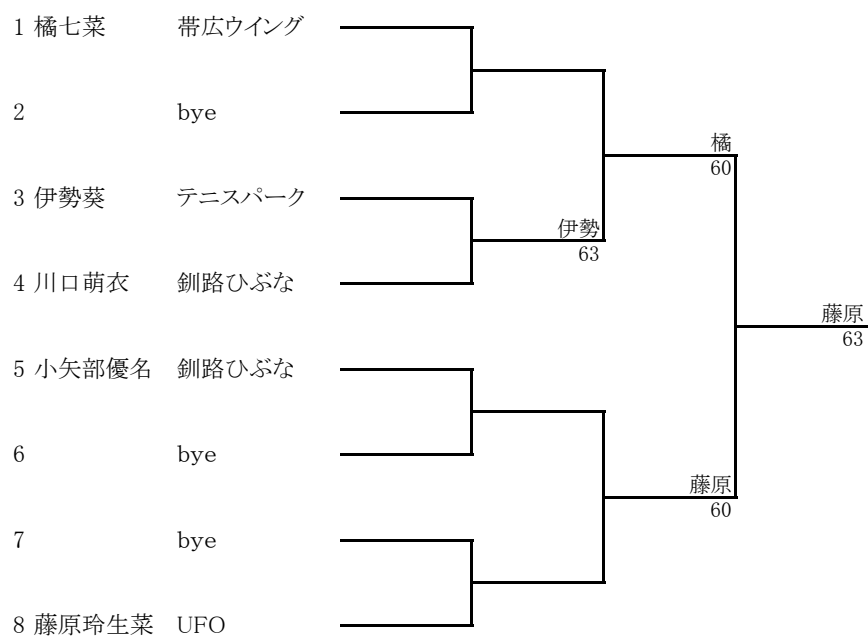 1 橘七菜 帯広ウイング
2 bye
橘
60
3 伊勢葵 テニスパーク
伊勢
63
4 川口萌衣 釧路ひぶな
藤原
63
5 小矢部優名 釧路ひぶな
6 bye
藤原
60
7 bye
8 藤原玲生菜 UFO